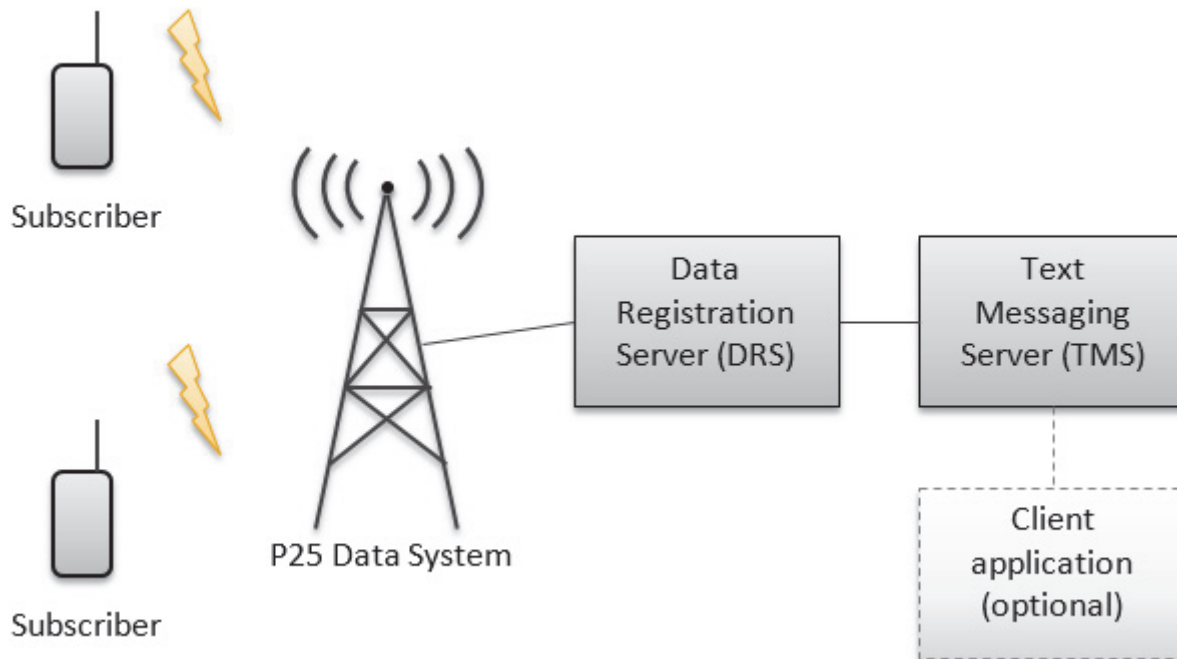 Subscriber
Data
Registration
Server (DRS)
Text
Messaging
Server (TMS)
P25 Data System
Client
application
(optional)
Subscriber